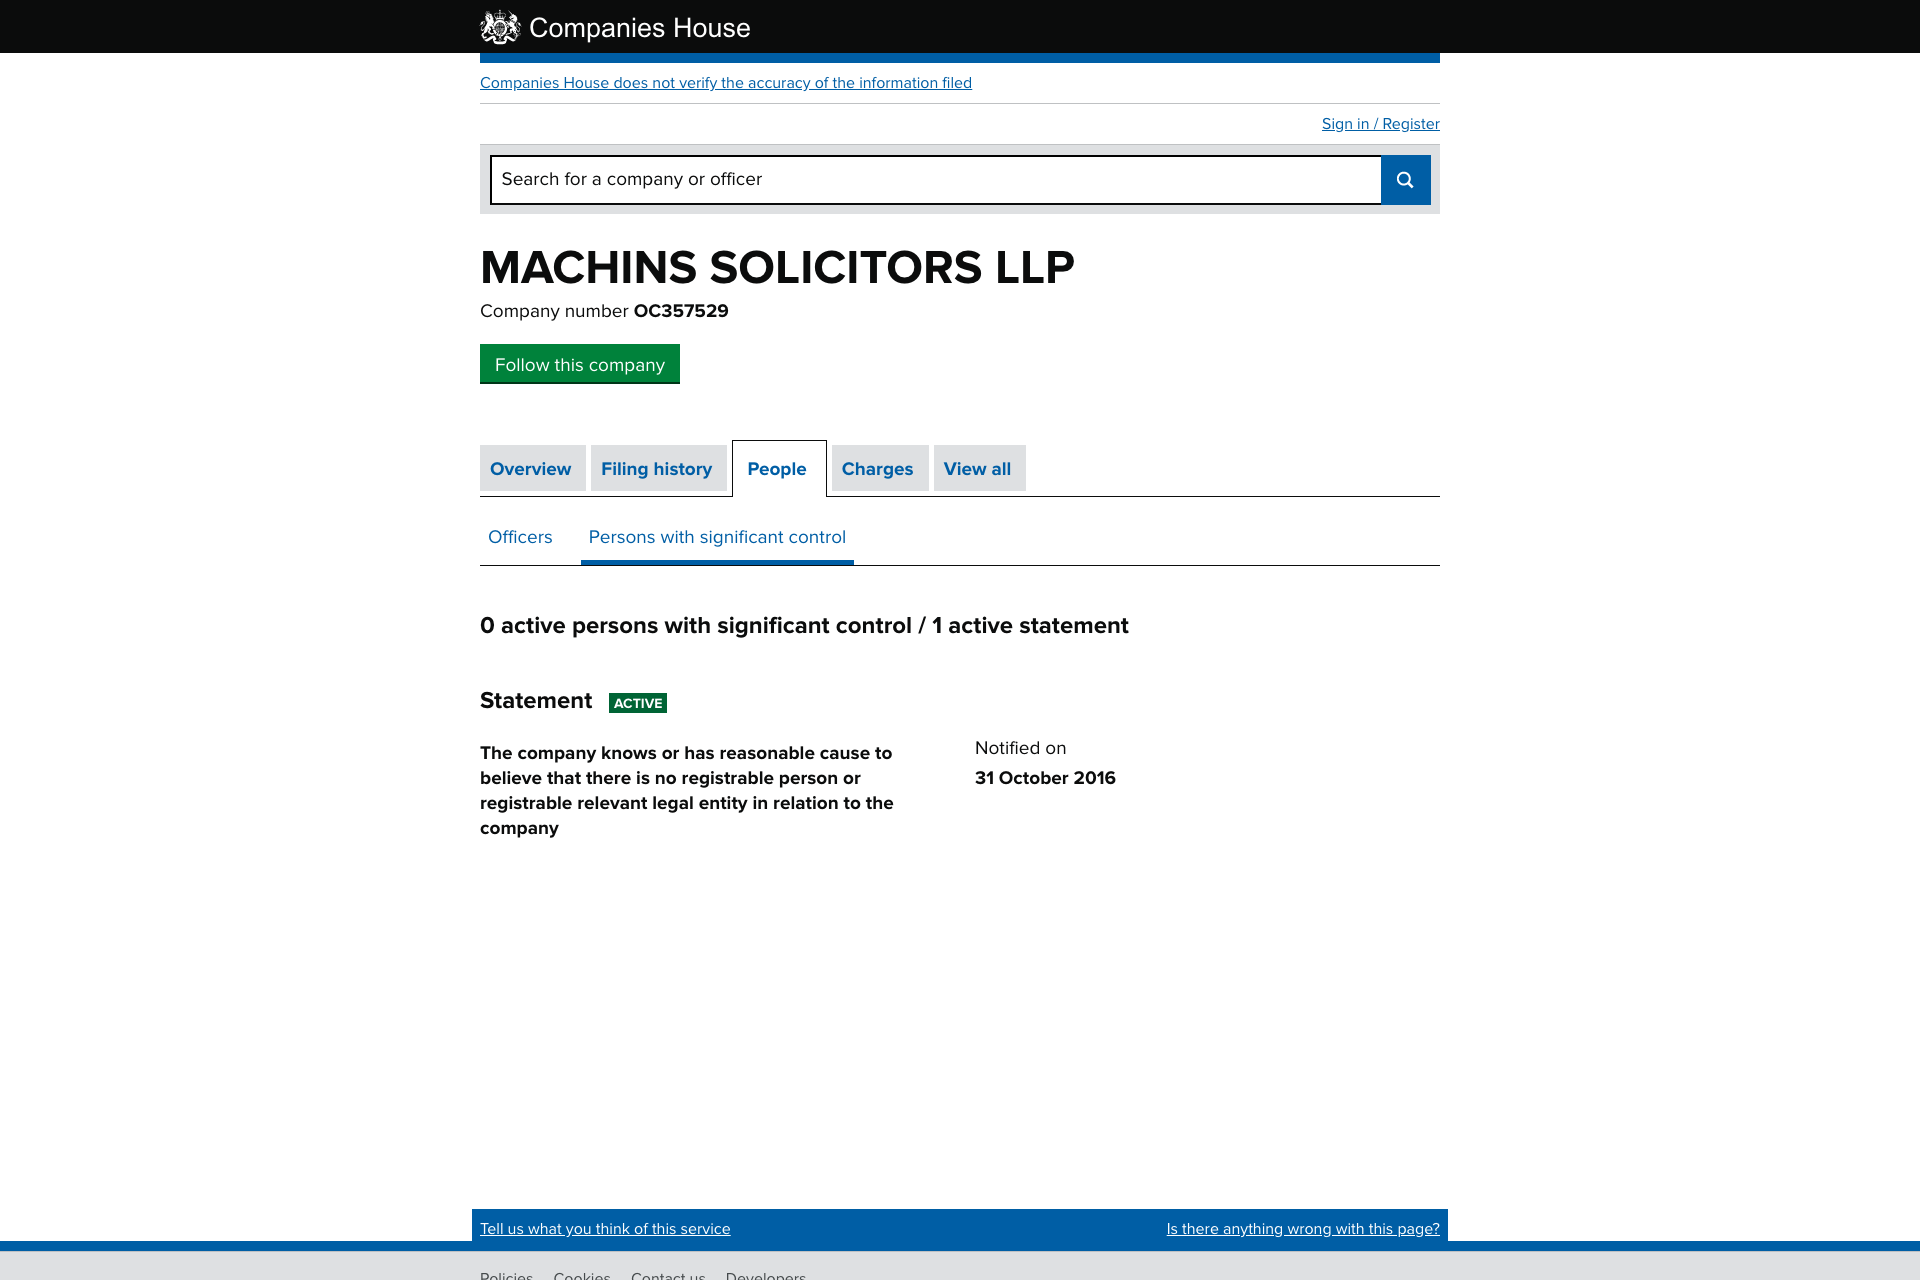 Companies House
Companies House does not verify the accuracy of the information filed
Sign in / Register
Search for a company or officer
MACHINS SOLICITORS LLP
Company number OC357529
Follow this company
Overview Filing history People Charges View all
Officers Persons with significant control
0 active persons with significant control / 1 active statement
Statement ACTIVE
The company knows or has reasonable cause to
believe that there is no registrable person or
registrable relevant legal entity in relation to the
company
Notified on
31 October 2016
Tell us what you think of this service Is there anything wrong with this page?
Policies Cookies Contact us Developers